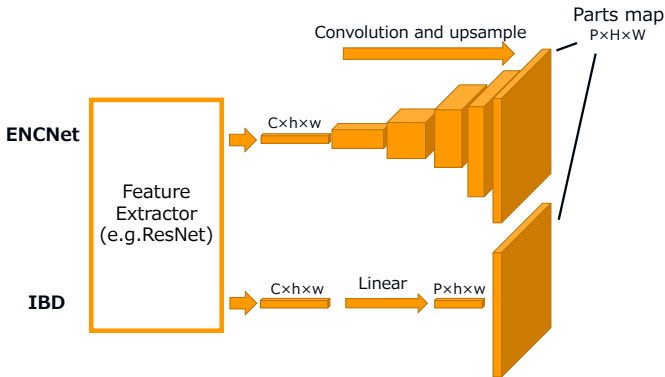 Parts map
P×H×W
Convolution and upsample
ENCNet
C×h×w
Feature
Extractor
(e.g.ResNet)
IBD
C×h×w
Linear
P×h×w